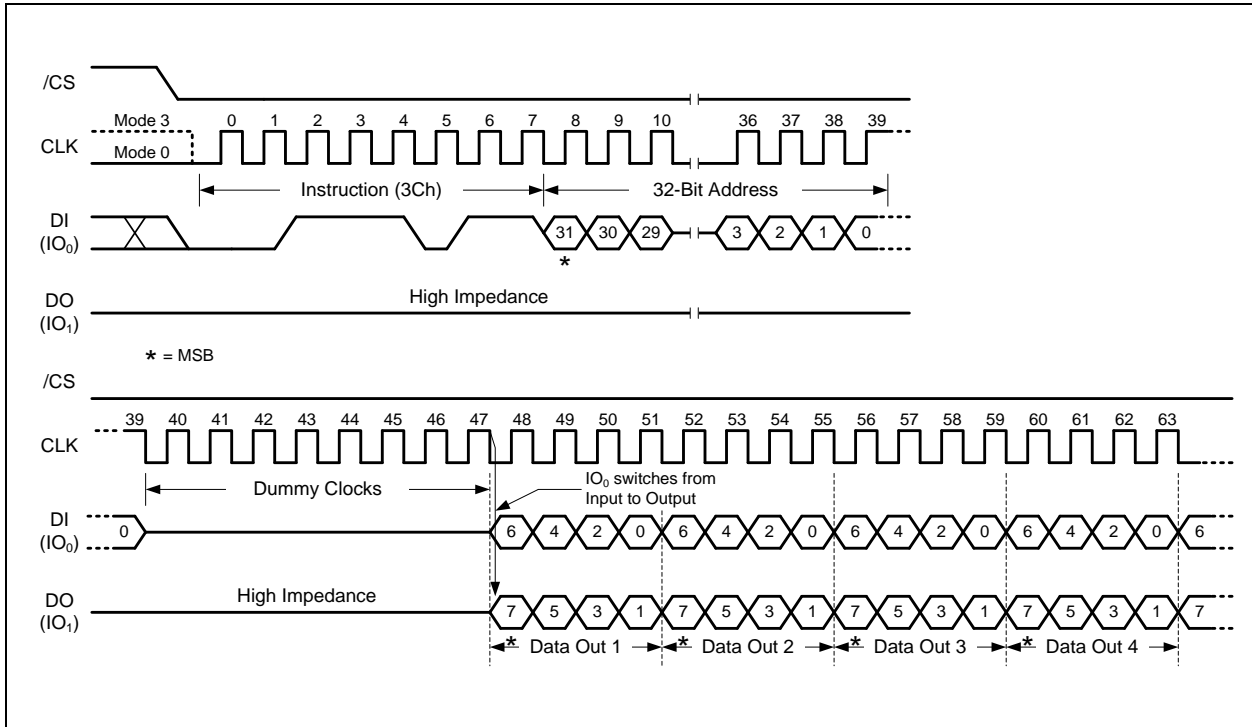 /CS
Mode 3 0 1 2 3 4 5 6 7 8 9 10 36 37 38 39
CLK
Mode 0
Instruction (3Ch) 32-Bit Address
DI
(IO0) 31 30 29 3 2 1 0
*
DO High Impedance
(IO1)
* = MSB
/CS
39 40 41 42 43 44 45 46 47 48 49 50 51 52 53 54 55 56 57 58 59 60 61 62 63
CLK
Dummy Clocks
IO0 switches from
Input to Output
DI
(IO0) 0 6 4 2 0 6 4 2 0 6 4 2 0 6 4 2 0 6
DO High Impedance
(IO1) 7 5 3 1 7 5 3 1 7 5 3 1 7 5 3 1 7
* Data Out 1 * Data Out 2 * Data Out 3 * Data Out 4